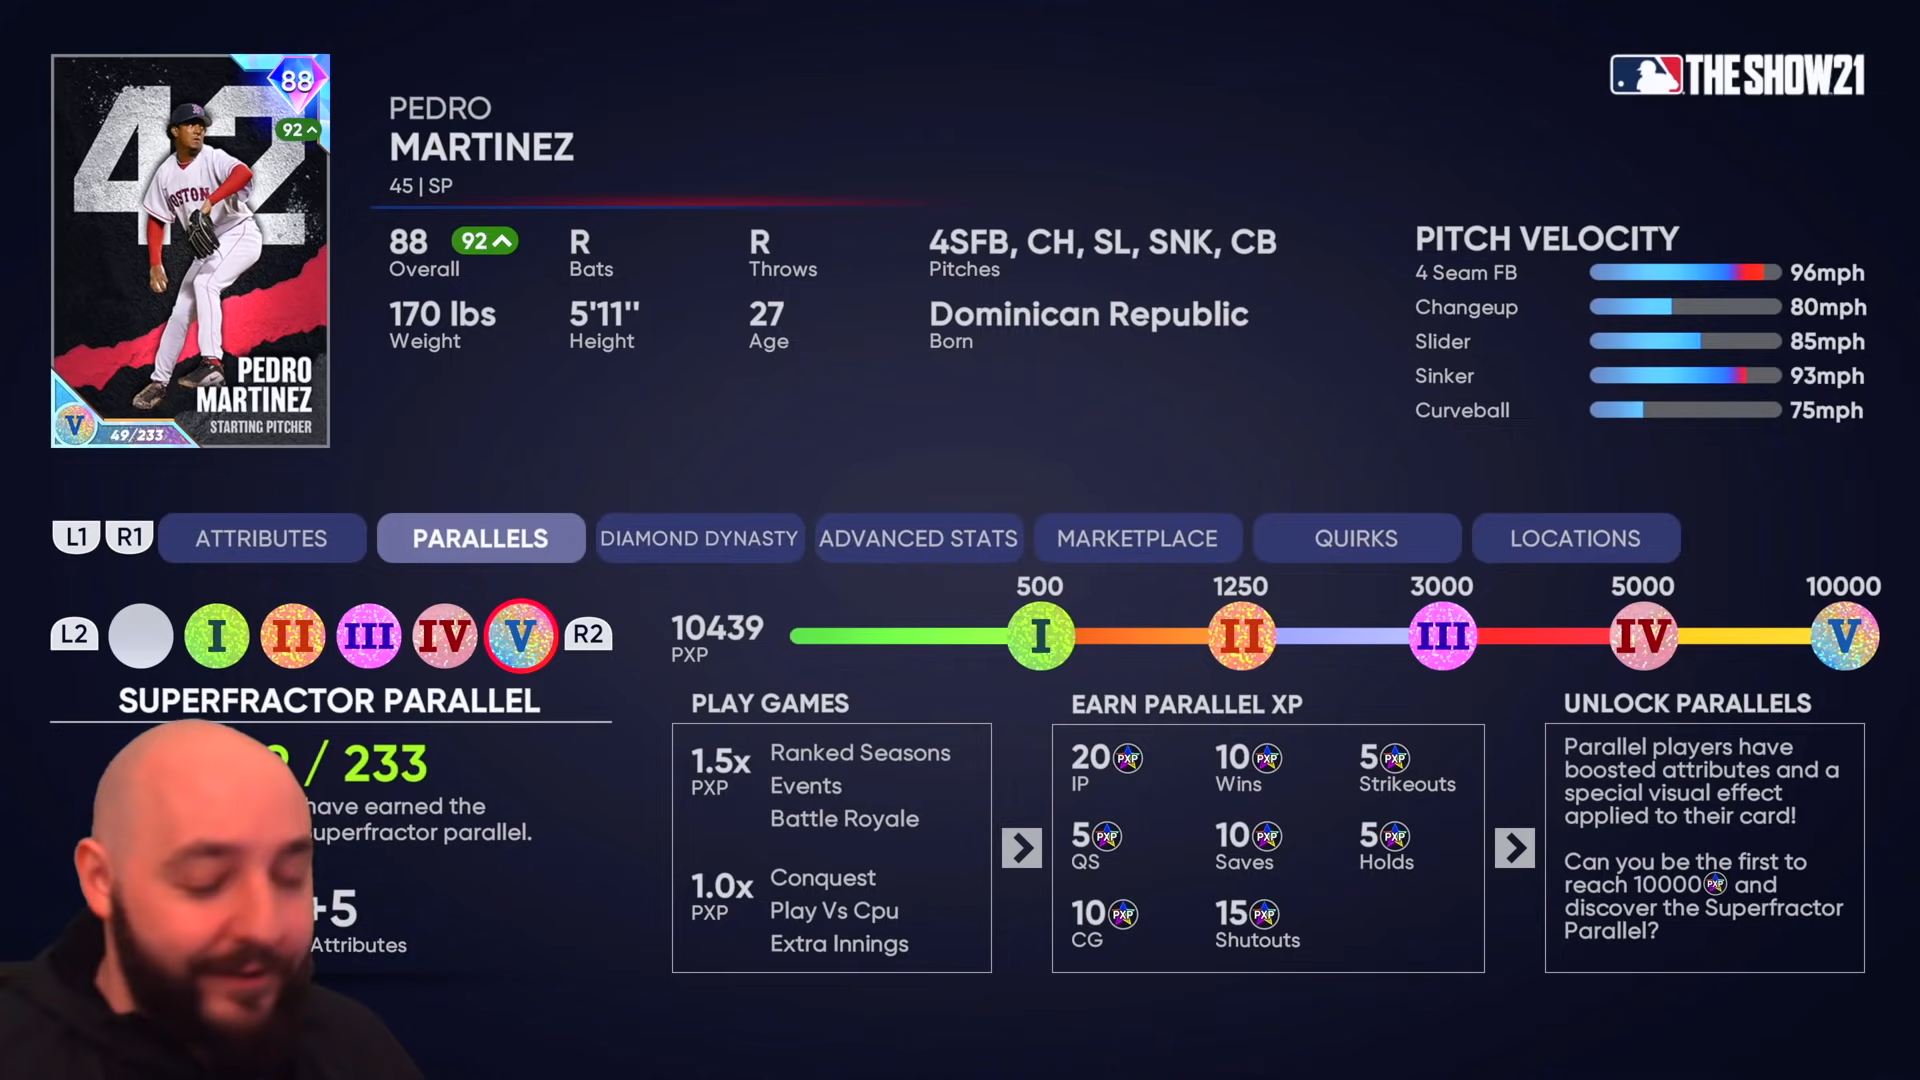 42
88
92
BOSTON
PEDRO
MARTINEZ
STARTING PITCHER
V
49/233
PEDRO
MARTINEZ
45 | SP
88 92
Overall
R
Bats
R
Throws
4SFB, CH, SL, SNK, CB
Pitches
170 lbs
Weight
5'11"
Height
27
Age
Dominican Republic
Born
THE SHOW 21
PITCH VELOCITY
4 Seam FB 96mph
Changeup 80mph
Slider 85mph
Sinker 93mph
Curveball 75mph
L1 R1 ATTRIBUTES PARALLELS DIAMOND DYNASTY ADVANCED STATS MARKETPLACE QUIRKS LOCATIONS
L2 I II III IV V R2
SUPERFRACTOR PARALLEL
/ 233
have earned the
uperfractor parallel.
+5
Attributes
500 1250 3000 5000 10000
10439
PXP
I II III IV V
PLAY GAMES
1.5x
PXP
Ranked Seasons
Events
Battle Royale
1.0x
PXP
Conquest
Play Vs Cpu
Extra Innings
EARN PARALLEL XP
20 PXP
IP
10 PXP
Wins
5 PXP
Strikeouts
5 PXP
QS
10 PXP
Saves
5 PXP
Holds
10 PXP
CG
15 PXP
Shutouts
UNLOCK PARALLELS
Parallel players have
boosted attributes and a
special visual effect
applied to their card!
Can you be the first to
reach 10000 PXP and
discover the Superfractor
Parallel?